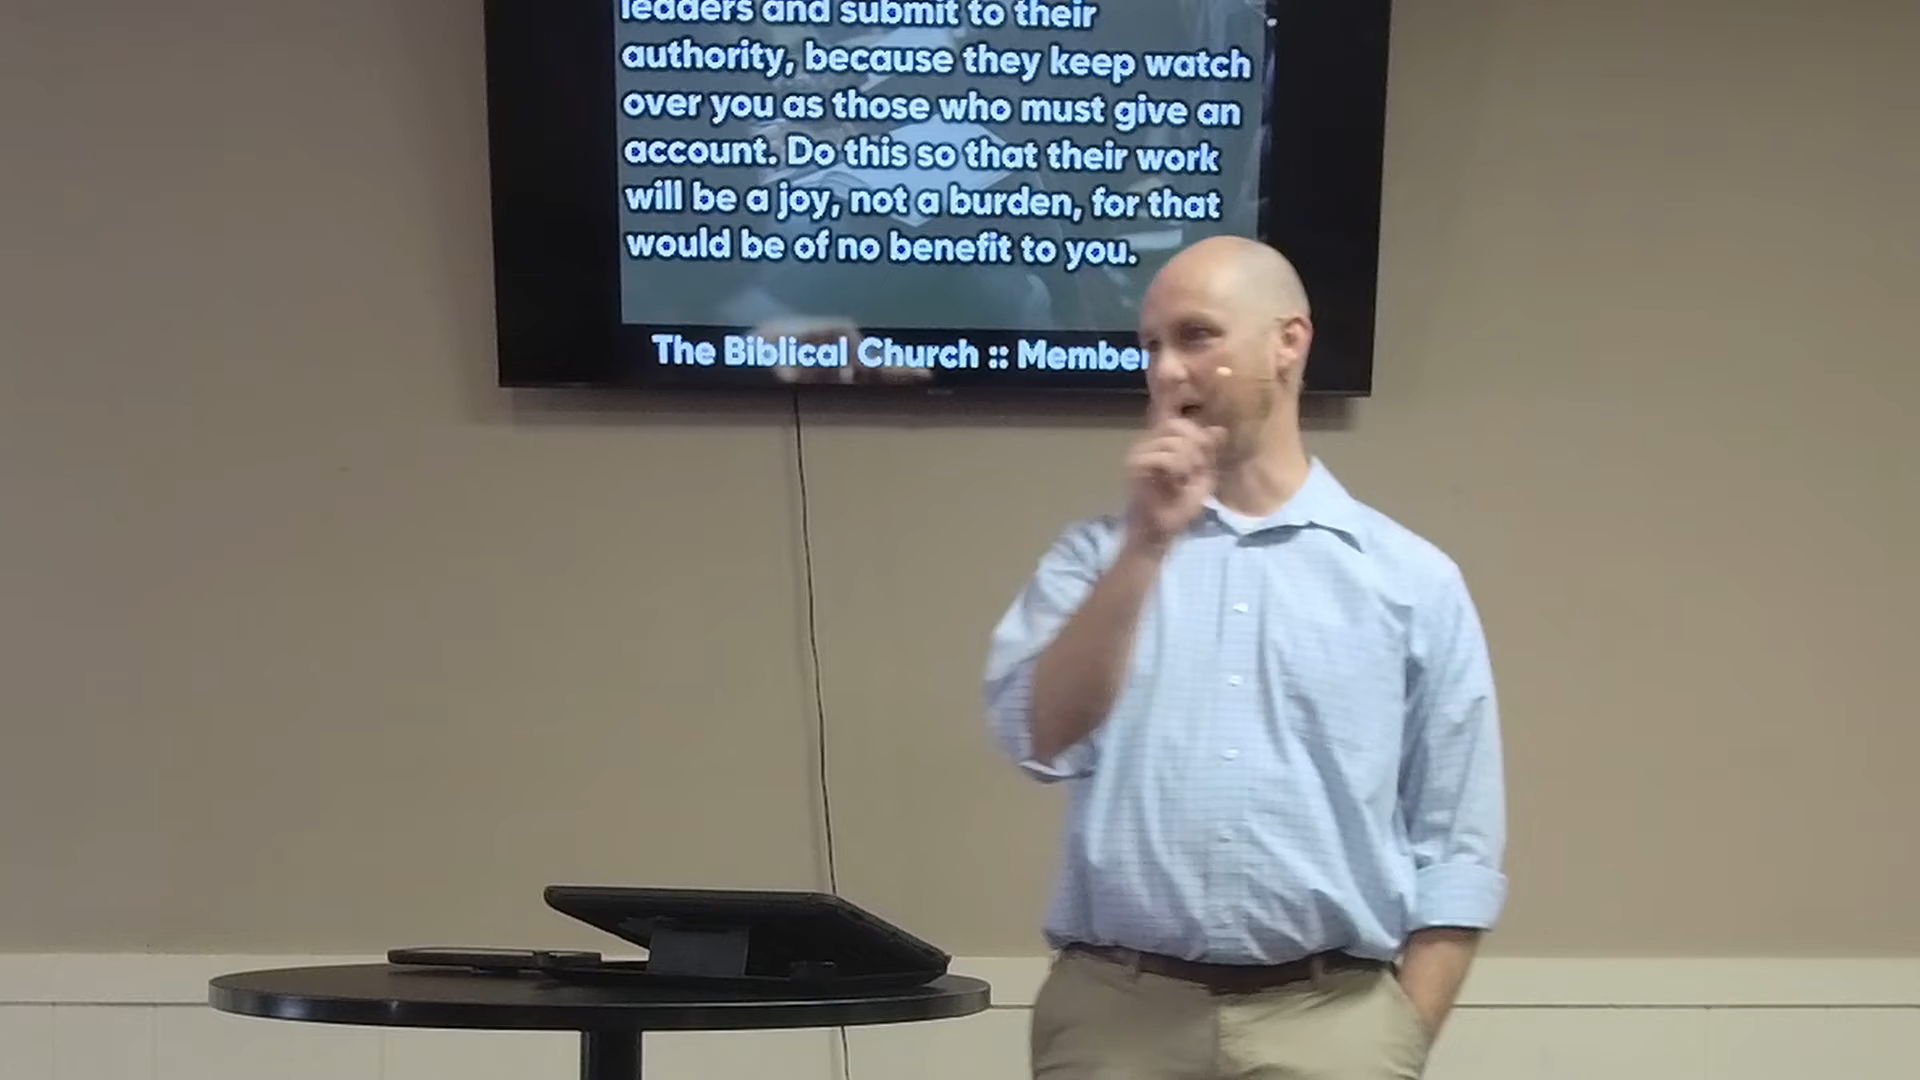 leaders and submit to their
authority, because they keep watch
over you as those who must give an
account. Do this so that their work
will be a joy, not a burden, for that
would be of no benefit to you.
The Biblical Church :: Member